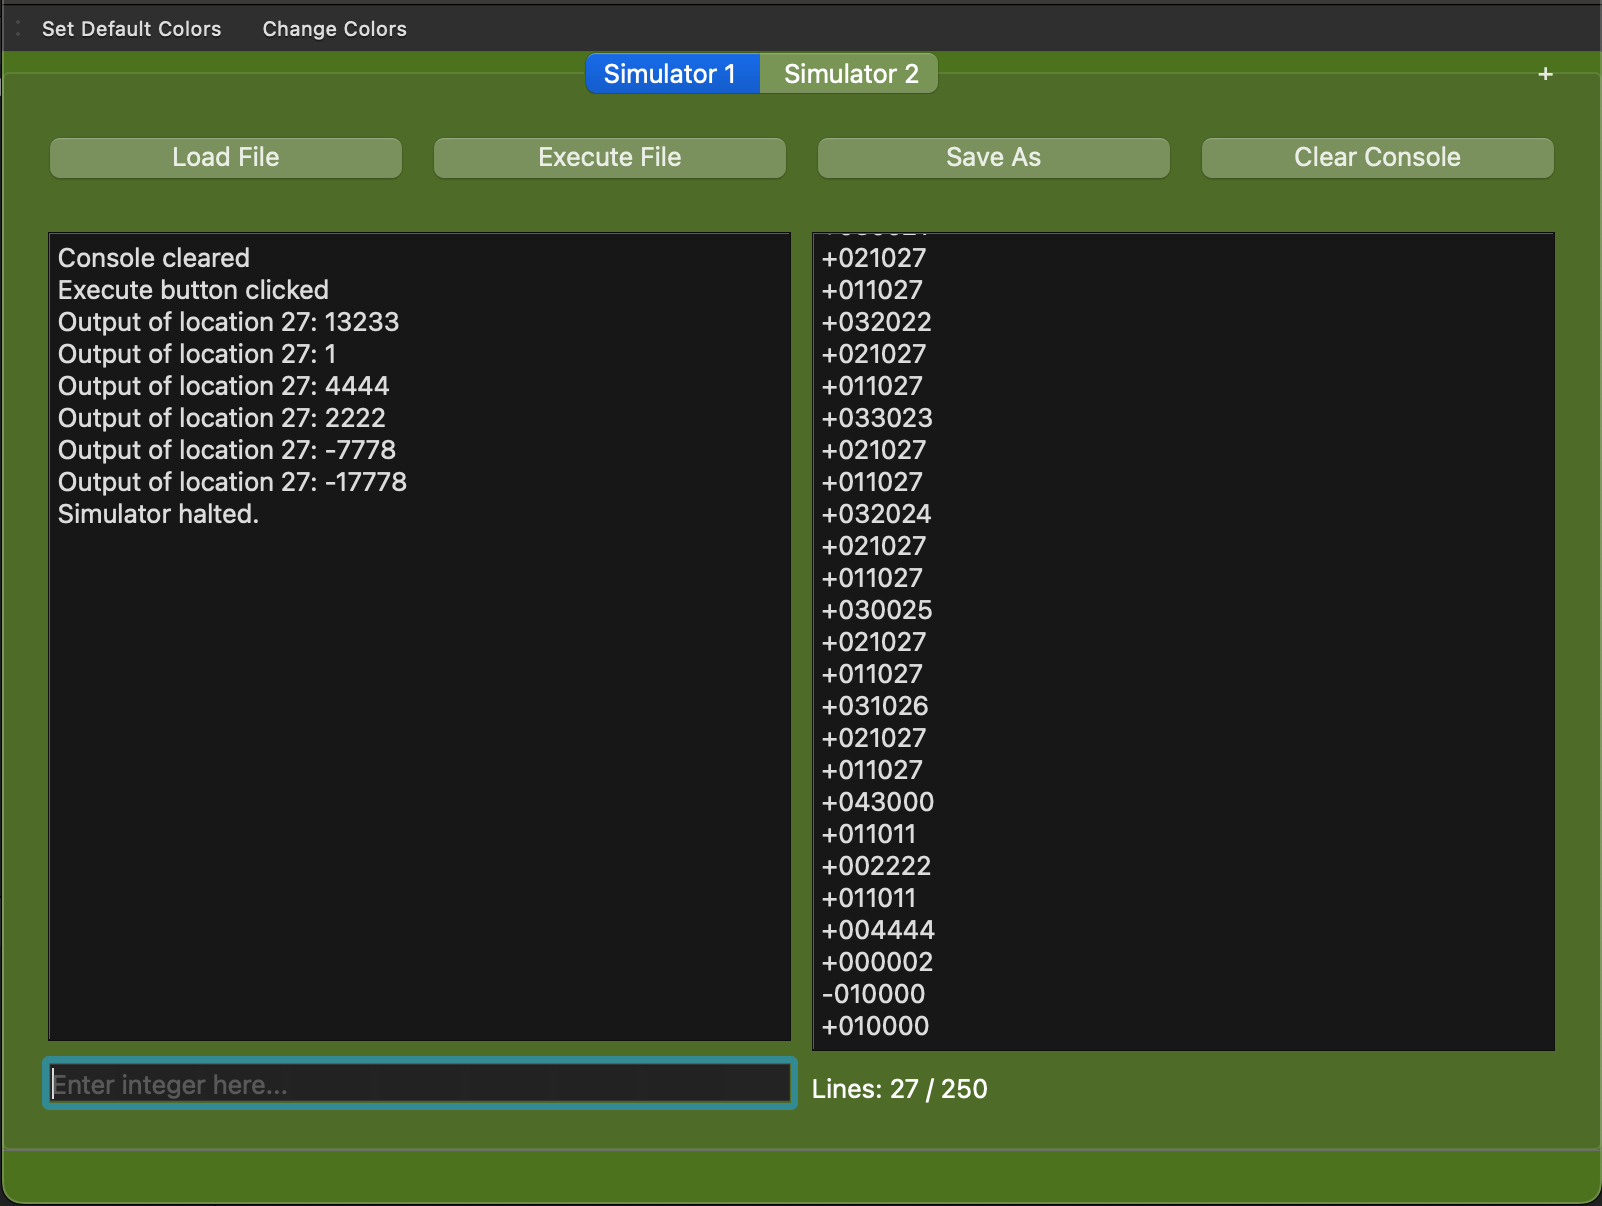 Set Default Colors Change Colors
Simulator 1 Simulator 2 +
Load File Execute File Save As Clear Console
Console cleared
Execute button clicked
Output of location 27: 13233
Output of location 27: 1
Output of location 27: 4444
Output of location 27: 2222
Output of location 27: -7778
Output of location 27: -17778
Simulator halted.
Enter integer here...
+021027
+011027
+032022
+021027
+011027
+033023
+021027
+011027
+032024
+021027
+011027
+030025
+021027
+011027
+031026
+021027
+011027
+043000
+011011
+002222
+011011
+004444
+000002
-010000
+010000
Lines: 27 / 250